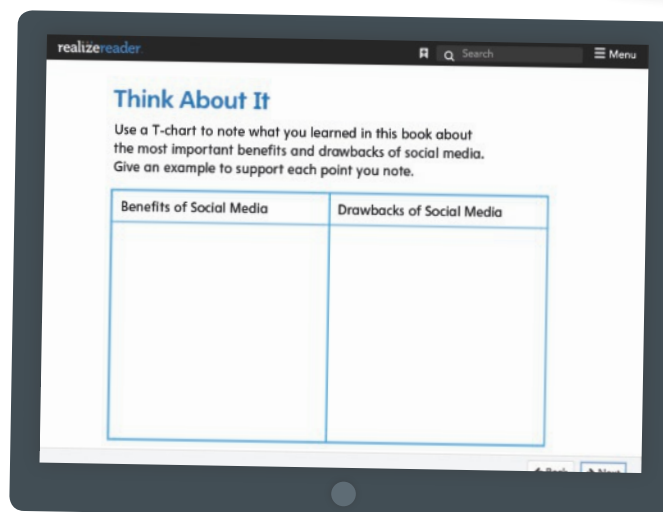 realizereader
Search
Menu
Think About It
Use a T-chart to note what you learned in this book about
the most important benefits and drawbacks of social media.
Give an example to support each point you note.
Benefits of Social Media
Drawbacks of Social Media